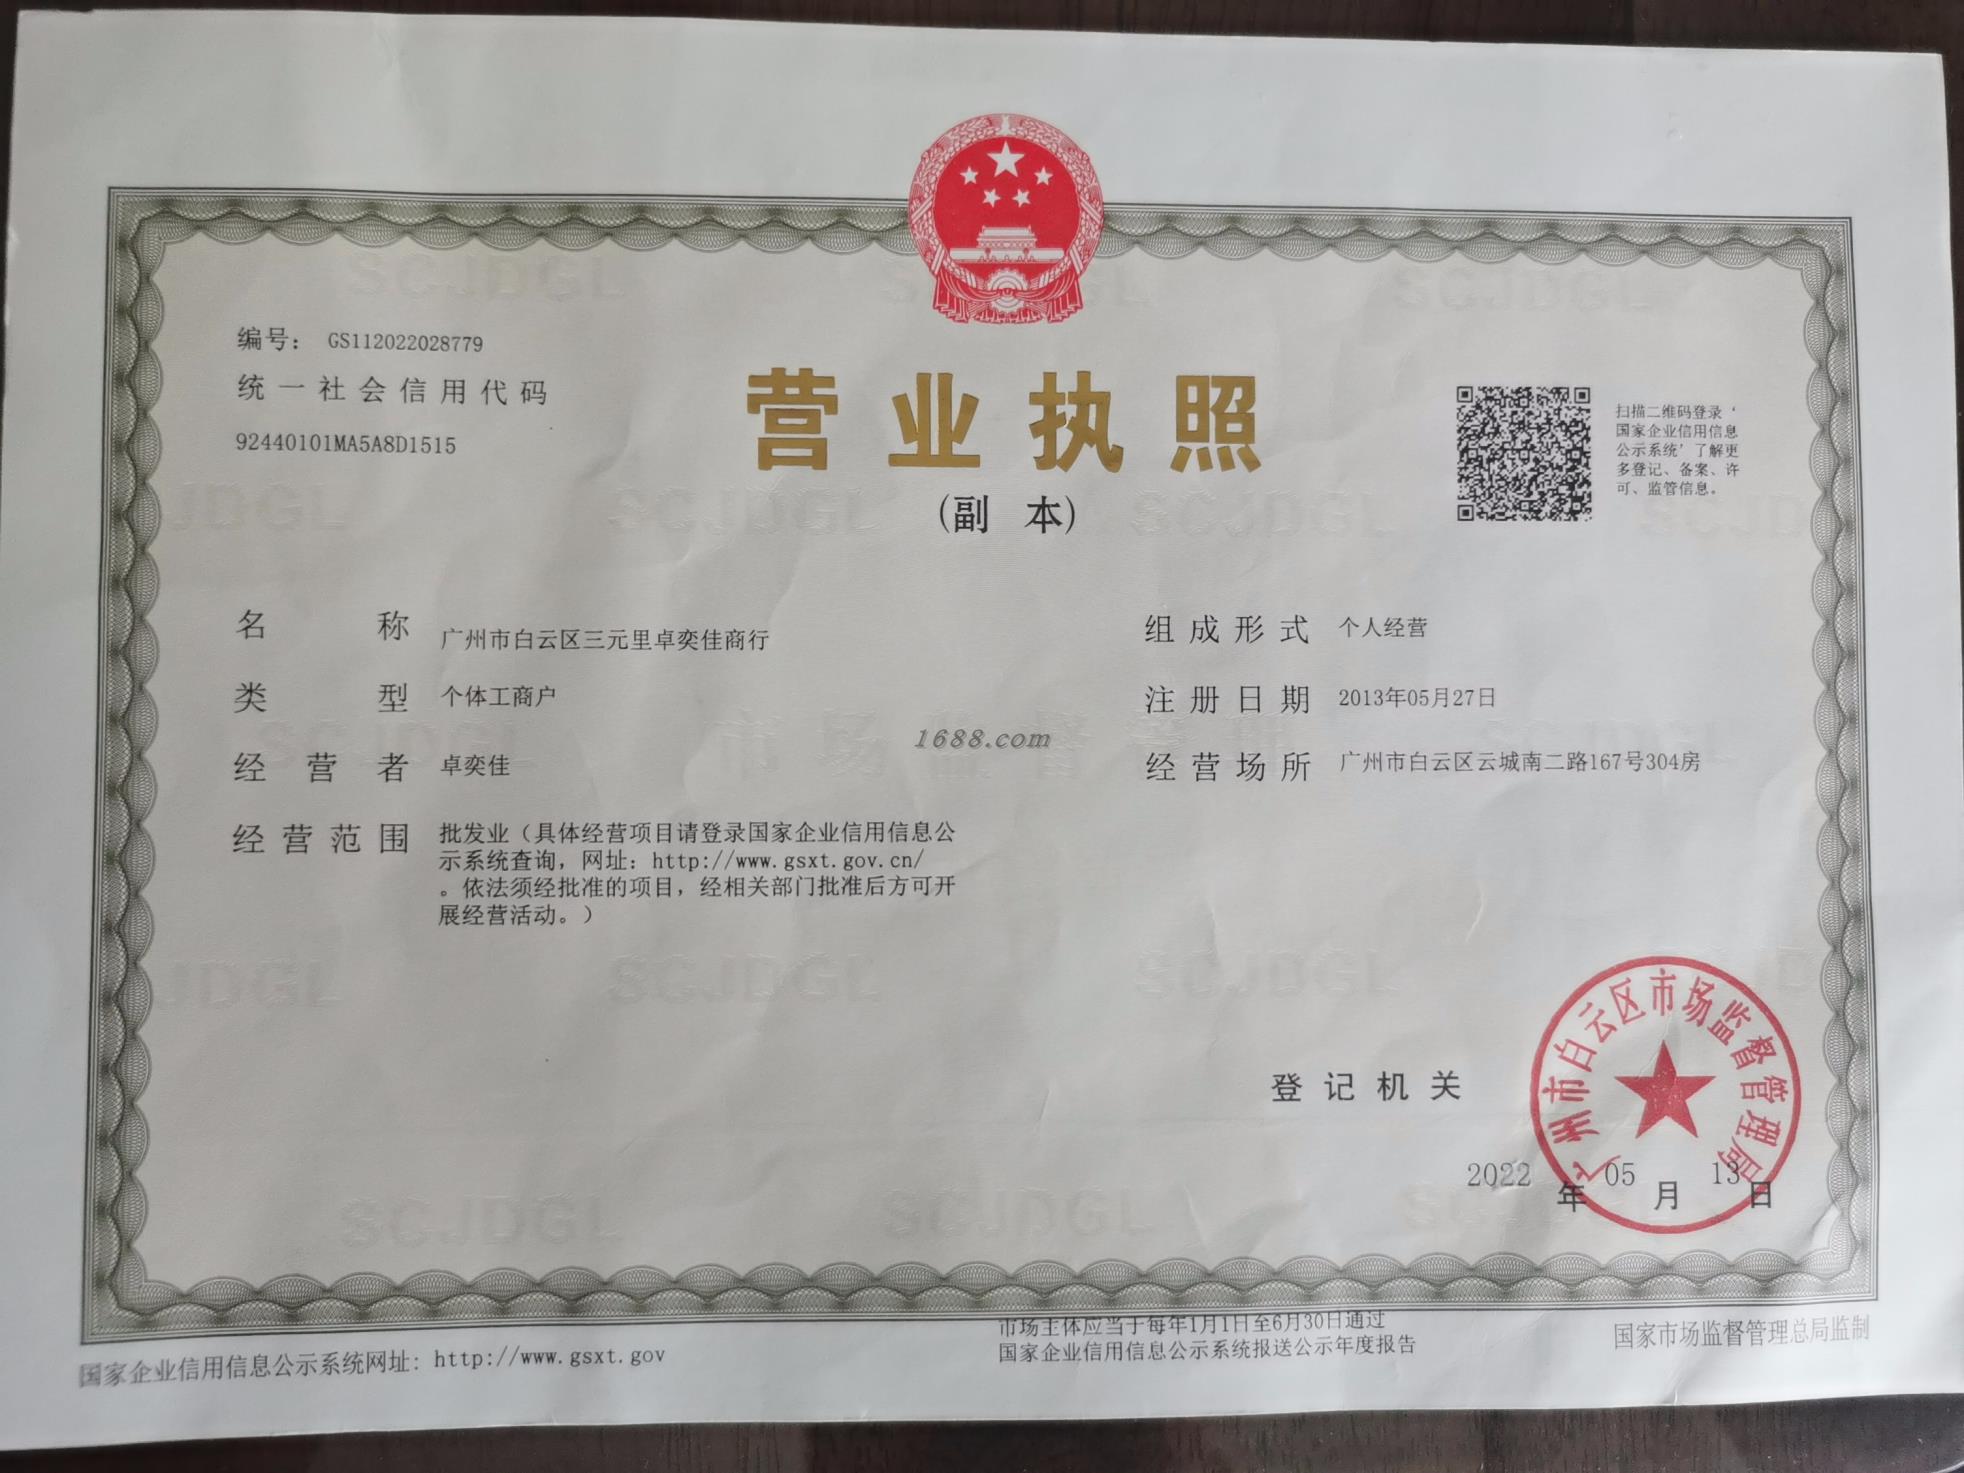 编号： GS112022028779
统一社会信用代码
92440101MA5A8D1515
营业执照
(副 本)
扫描二维码登录‘
国家企业信用信息
公示系统’了解更
多登记、备案、许
可、监管信息。
名称 广州市白云区三元里卓奕佳商行
类型 个体工商户
经营者 卓奕佳
经营范围 批发业（具体经营项目请登录国家企业信用信息公
示系统查询，网址：http://www.gsxt.gov.cn/
。依法须经批准的项目，经相关部门批准后方可开
展经营活动。）
组成形式 个人经营
注册日期 2013年05月27日
经营场所 广州市白云区云城南二路167号304房
1688.com
登记机关
广州市白云区市场监督管理局
2022年05月13日
国家企业信用信息公示系统网址：http://www.gsxt.gov
市场主体应当于每年1月1日至6月30日通过
国家企业信用信息公示系统报送公示年度报告
国家市场监督管理总局监制
SCJDGL